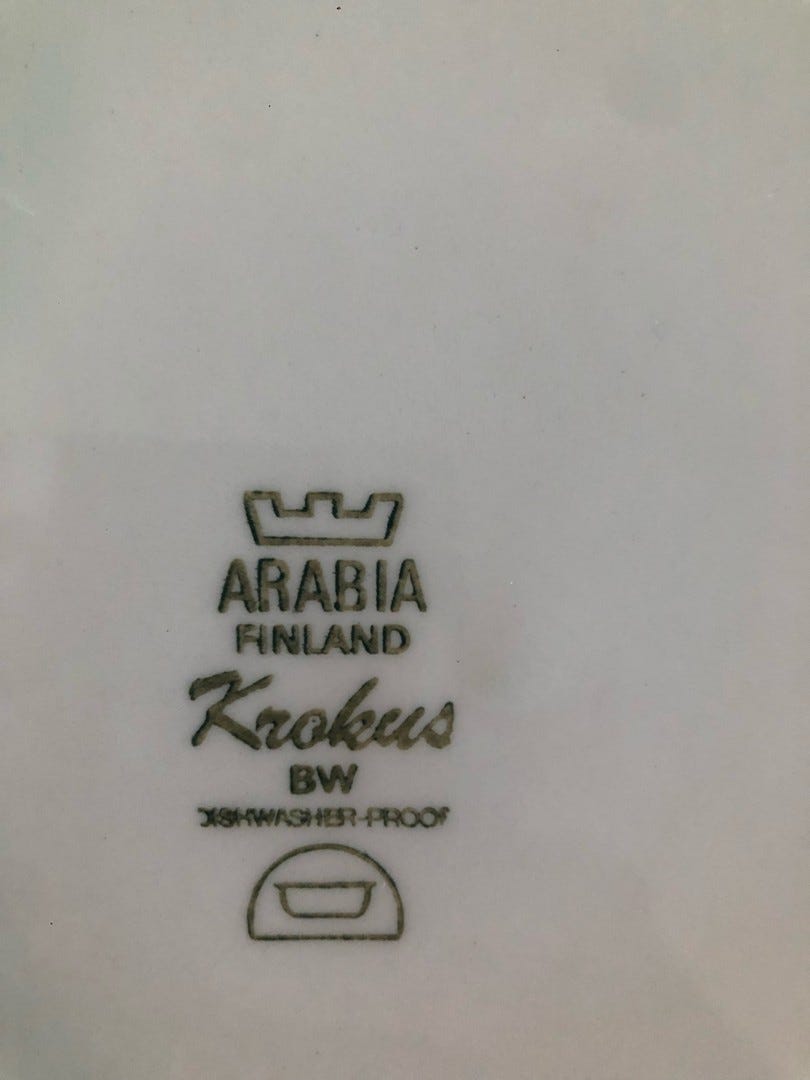 ARABIA
FINLAND
Krokus
BW
DISHWASHER-PROOF